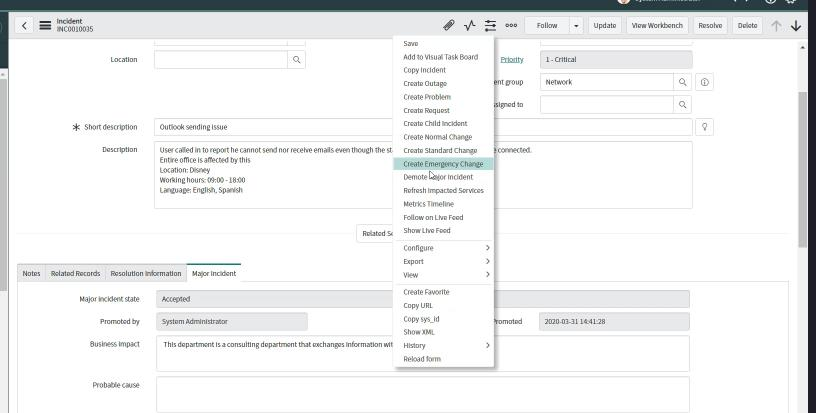 System Administrator
Incident
INC0010035
Follow
Update
View Workbench
Resolve
Delete
Location
Priority
1 - Critical
ent group
Network
signed to
Short description
Outlook sending issue
Description
User called in to report he cannot send nor receive emails even though the sta
e connected.
Entire office is affected by this
Location: Disney
Working hours: 09:00 - 18:00
Language: English, Spanish
Related Se
Save
Add to Visual Task Board
Copy Incident
Create Outage
Create Problem
Create Request
Create Child Incident
Create Normal Change
Create Standard Change
Create Emergency Change
Demote Major Incident
Refresh Impacted Services
Metrics Timeline
Follow on Live Feed
Show Live Feed
Configure
Export
View
Create Favorite
Copy URL
Copy sys_id
Show XML
History
Reload form
Notes
Related Records
Resolution Information
Major Incident
Major incident state
Accepted
Promoted by
System Administrator
Promoted
2020-03-31 14:41:28
Business impact
This department is a consulting department that exchanges information wit
Probable cause